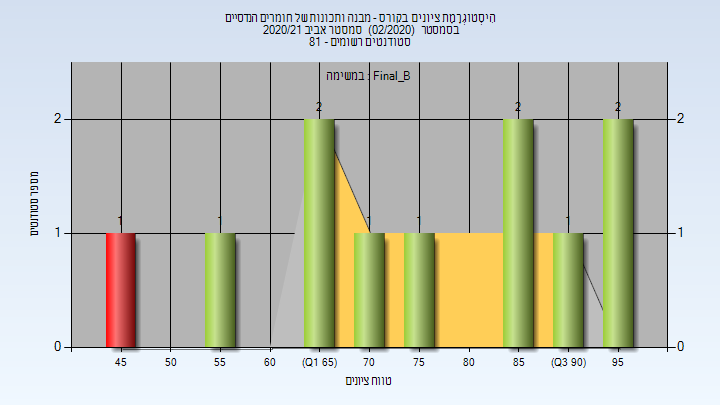 הִיסְטוֹגְרָמַת ציונים בקורס - מבנה ותכונות של חומרים הנדסיים
בסמסטר (02/2020) סמסטר אביב 2020/21
סטודנטים רשומים - 81
במשימה : Final_B
מספר סטודנטים
2
1
0
2
1
0
1
1
2
1
1
2
1
2
45
50
55
60
(Q1 65)
70
75
80
85
(Q3 90)
95
טווח ציונים